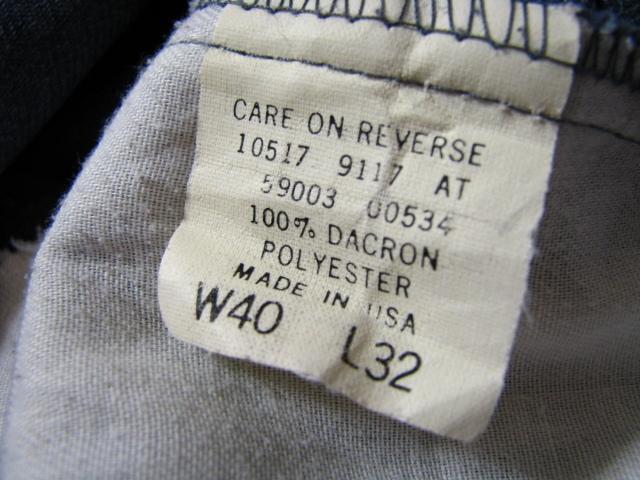 CARE ON REVERSE
10517 9117 AT
59003 00534
100% DACRON
POLYESTER
MADE IN USA
W40 L32